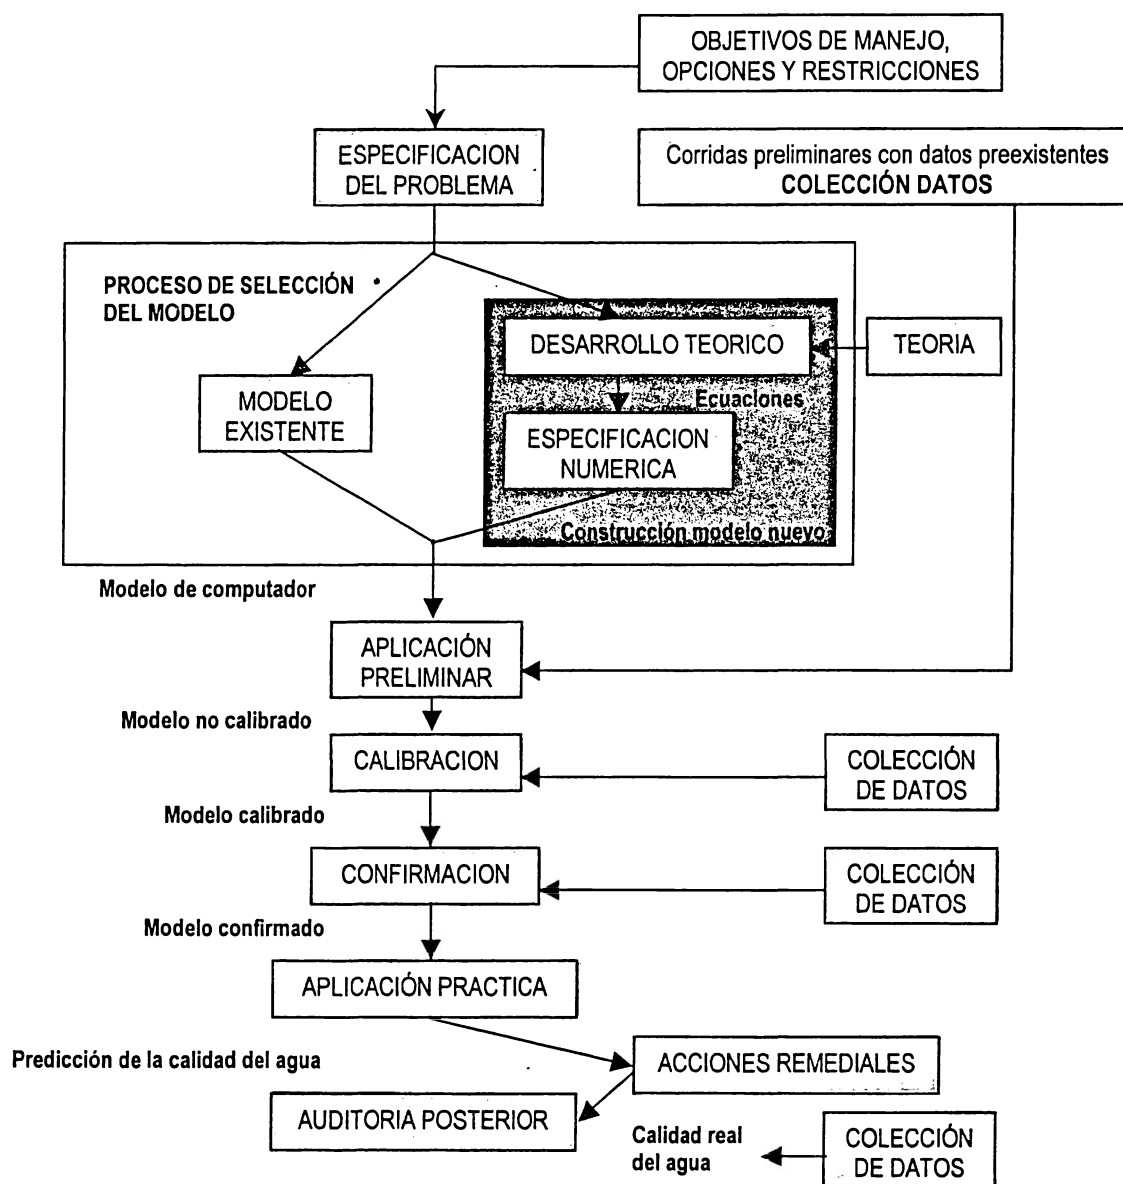 OBJETIVOS DE MANEJO,
OPCIONES Y RESTRICCIONES
ESPECIFICACION
DEL PROBLEMA
Corridas preliminares con datos preexistentes
COLECCIÓN DATOS
PROCESO DE SELECCIÓN
DEL MODELO
DESARROLLO TEORICO
TEORIA
MODELO
EXISTENTE
Ecuaciones
ESPECIFICACION
NUMERICA
Construcción modelo nuevo
Modelo de computador
APLICACIÓN
PRELIMINAR
Modelo no calibrado
CALIBRACION
COLECCIÓN
DE DATOS
Modelo calibrado
CONFIRMACION
COLECCIÓN
DE DATOS
Modelo confirmado
APLICACIÓN PRACTICA
Predicción de la calidad del agua
ACCIONES REMEDIALES
AUDITORIA POSTERIOR
Calidad real
del agua
COLECCIÓN
DE DATOS